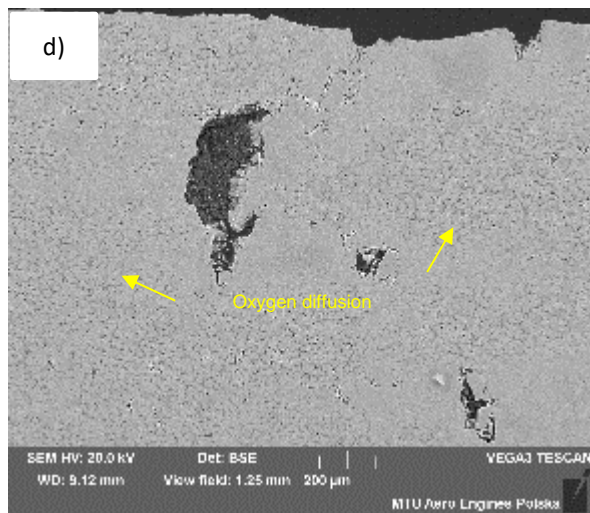 d)
Oxygen diffusion
SEM HV: 20.0 kV Det: BSE VEGA3 TESCAN
WD: 9.12 mm View field: 1.25 mm 200 µm
MTU Aero Engines Polska